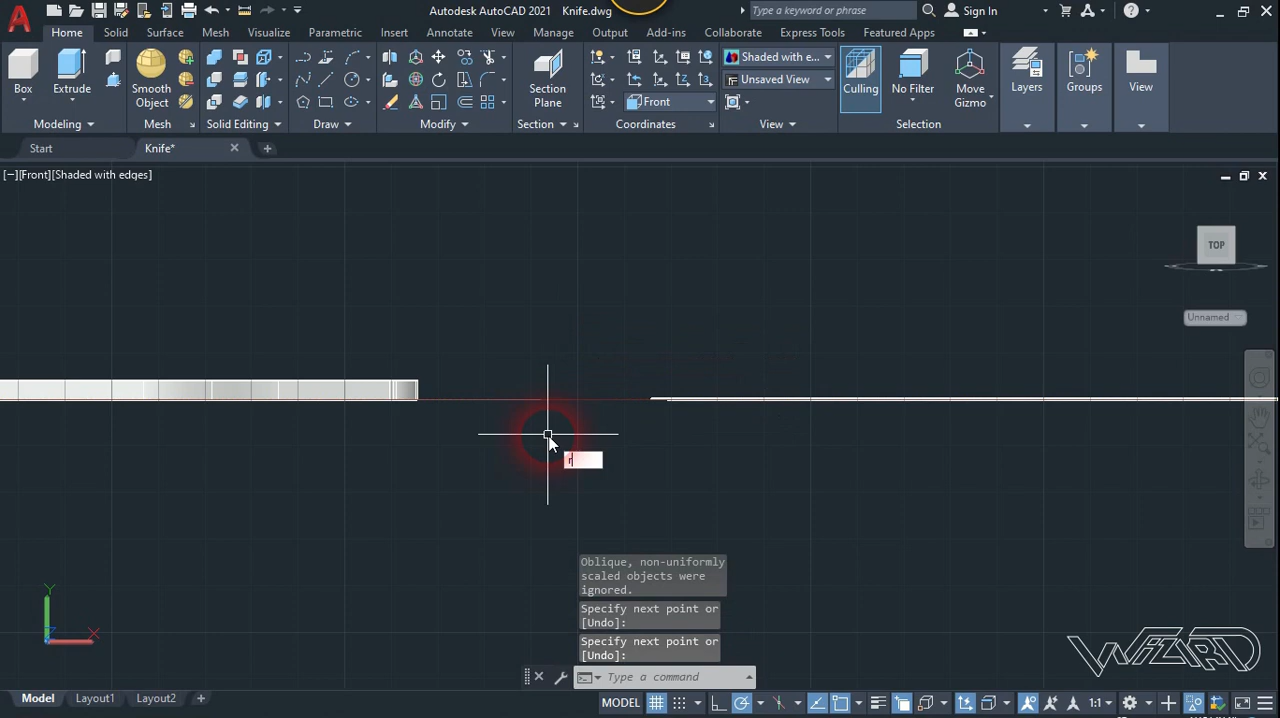 Autodesk AutoCAD 2021 Knife.dwg
Type a keyword or phrase
Sign In
Home Solid Surface Mesh Visualize Parametric Insert Annotate View Manage Output Add-ins Collaborate Express Tools Featured Apps
Box
Extrude
Smooth
Object
Section
Plane
Shaded with e...
Unsaved View
Front
Culling
No Filter
Move
Gizmo
Layers
Groups
View
Modeling
Mesh
Solid Editing
Draw
Modify
Section
Coordinates
View
Selection
Start
Knife*
[−][Front][Shaded with edges]
TOP
Unnamed
r
Oblique, non-uniformly
scaled objects were
ignored.
Specify next point or
[Undo]:
Specify next point or
[Undo]:
Type a command
Y
X
WIZARD
Model Layout1 Layout2
MODEL
1:1